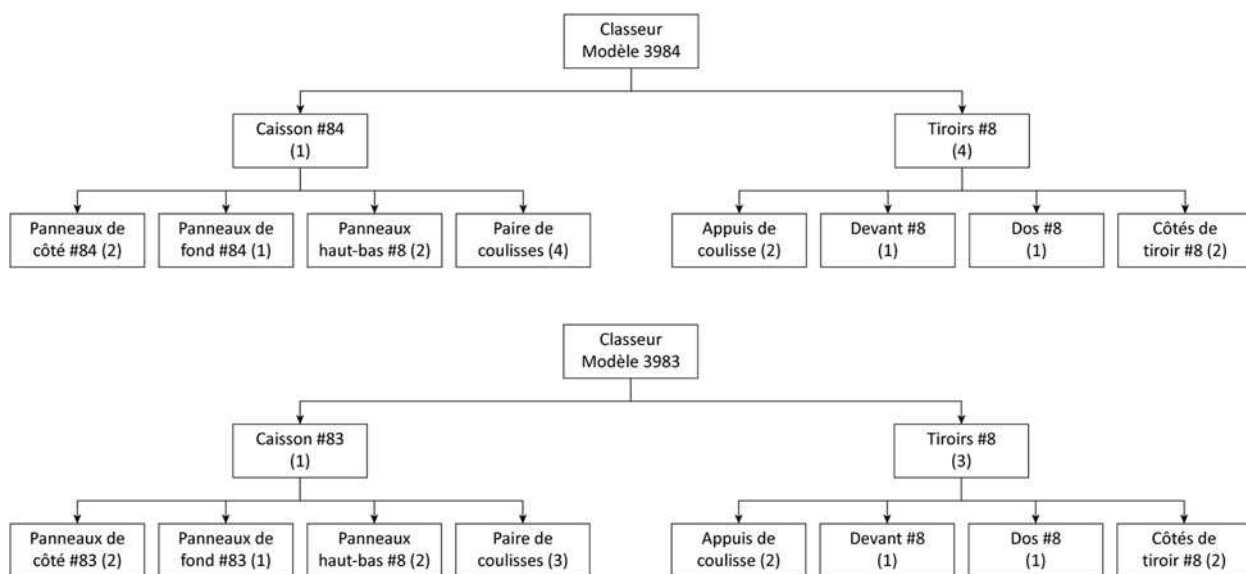 Classeur
Modèle 3984
Caisson #84
(1)
Tiroirs #8
(4)
Panneaux de
côté #84 (2)
Panneaux de
fond #84 (1)
Panneaux
haut-bas #8 (2)
Paire de
coulisses (4)
Appuis de
coulisse (2)
Devant #8
(1)
Dos #8
(1)
Côtés de
tiroir #8 (2)
Classeur
Modèle 3983
Caisson #83
(1)
Tiroirs #8
(3)
Panneaux de
côté #83 (2)
Panneaux de
fond #83 (1)
Panneaux
haut-bas #8 (2)
Paire de
coulisses (3)
Appuis de
coulisse (2)
Devant #8
(1)
Dos #8
(1)
Côtés de
tiroir #8 (2)